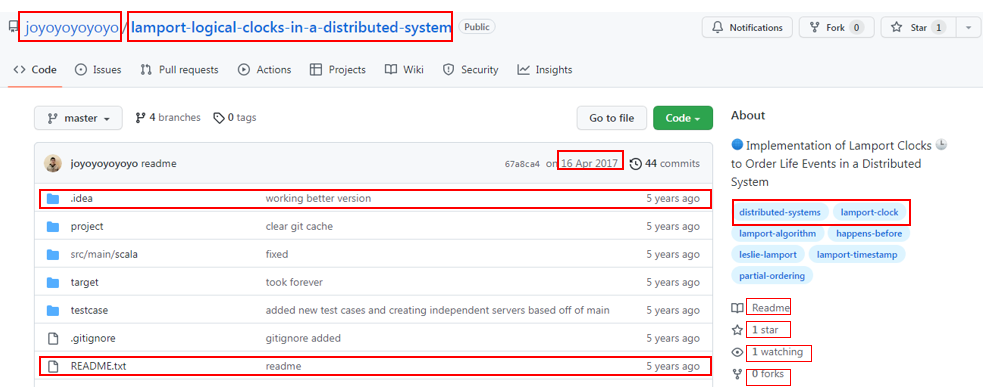 joyoyoyoyoyo / lamport-logical-clocks-in-a-distributed-system Public Notifications Fork 0 Star 1
Code Issues Pull requests Actions Projects Wiki Security Insights
master 4 branches 0 tags Go to file Code
joyoyoyoyoyo readme 67a8ca4 on 16 Apr 2017 44 commits
.idea working better version 5 years ago
project clear git cache 5 years ago
src/main/scala fixed 5 years ago
target took forever 5 years ago
testcase added new test cases and creating independent servers based off of main 5 years ago
.gitignore gitignore added 5 years ago
README.txt readme 5 years ago
About
Implementation of Lamport Clocks
to Order Life Events in a Distributed
System
distributed-systems lamport-clock
lamport-algorithm happens-before
leslie-lamport lamport-timestamp
partial-ordering
Readme
1 star
1 watching
0 forks